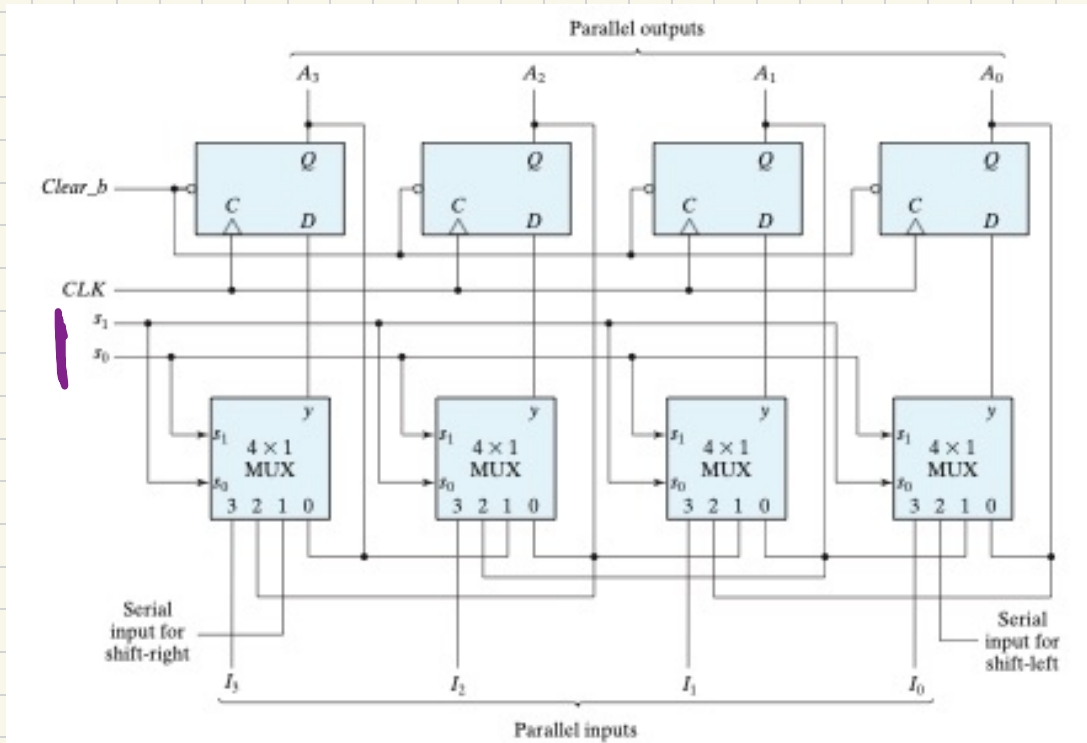 Parallel outputs
A₃ A₂ A₁ A₀
Q Q Q Q
Clear_b
C C C C
D D D D
CLK
s₁
s₀
y y y y
s₁ 4 × 1 s₁ 4 × 1 s₁ 4 × 1 s₁ 4 × 1
MUX MUX MUX MUX
s₀ s₀ s₀ s₀
3 2 1 0 3 2 1 0 3 2 1 0 3 2 1 0
Serial
input for
shift-right
Serial
input for
shift-left
I₃ I₂ I₁ I₀
Parallel inputs